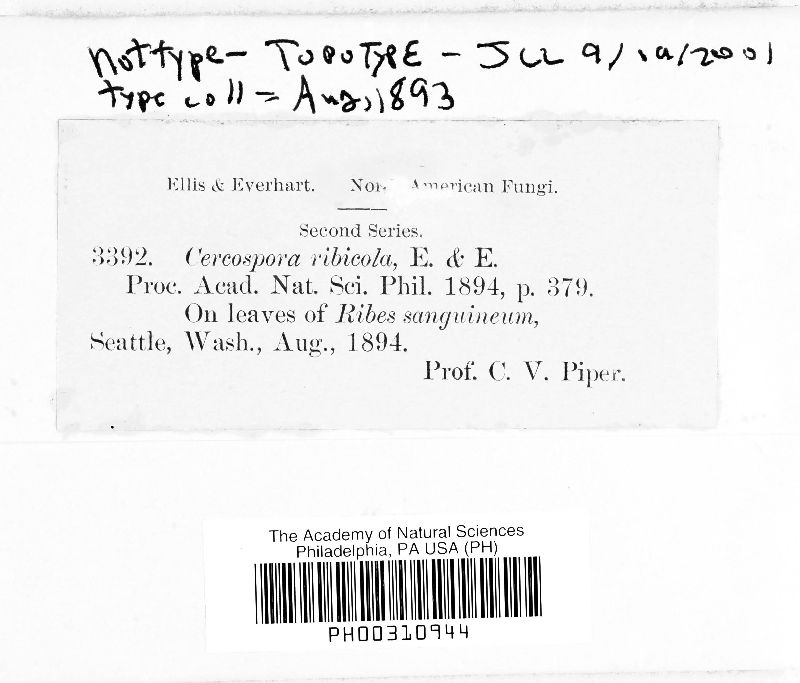 not type - TOPOTYPE - JCL 9/10/2001
type coll = Aug, 1893
Ellis & Everhart. Nor American Fungi.
Second Series.
3392. Cercospora ribicola, E. & E.
Proc. Acad. Nat. Sci. Phil. 1894, p. 379.
On leaves of Ribes sanguineum,
Seattle, Wash., Aug., 1894.
Prof. C. V. Piper.
The Academy of Natural Sciences
Philadelphia, PA USA (PH)
PH00310944